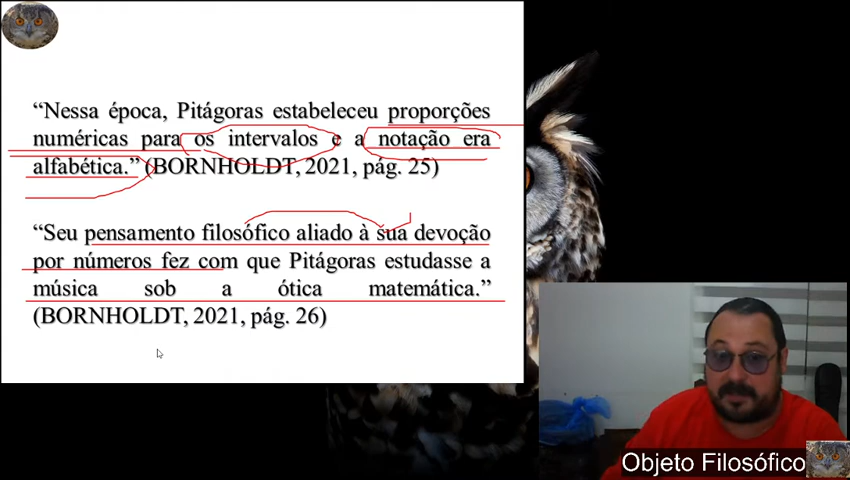 “Nessa época, Pitágoras estabeleceu proporções
numéricas para os intervalos e a notação era
alfabética.” (BORNHOLDT, 2021, pág. 25)
“Seu pensamento filosófico aliado à sua devoção
por números fez com que Pitágoras estudasse a
música sob a ótica matemática.”
(BORNHOLDT, 2021, pág. 26)
Objeto Filosófico